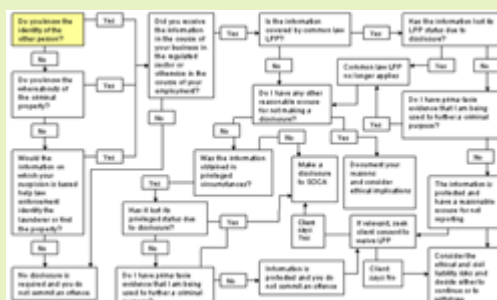 Do you know the
identity of the
other person?
Yes
No
Do you know the
whereabouts of
the criminal
property?
Yes
No
Would the
information on
which your
suspicion is based
help law
enforcement
identify the
launderer or find
the property?
Yes
No
No disclosure is
required and you do
not commit an offence
Did you receive
the information
in the course of
your business in
the regulated
sector or
otherwise in the
course of your
employment?
Yes
No
Is the information
covered by common law
LPP?
Yes
No
Has the information lost its
LPP status due to
disclosure?
Yes
No
Common law LPP
no longer applies
Do I have any other
reasonable excuse
for not making a
disclosure?
No
Yes
Do I have prima facie
evidence that I am being
used to further a criminal
purpose?
Yes
No
Was the information
obtained in
privileged
circumstances?
Yes
No
Make a
disclosure
to SOCA
Document your
reasons
and consider
ethical implications
The information is
protected and
have a reasonable
excuse for not
reporting
Has it lost its
privileged status due
to disclosure?
Yes
No
Client
says
Yes
If relevant, seek
client consent to
waive LPP
Client
says No
Do I have prima facie
evidence that I am being
used to further a criminal
No
Information is
protected and you do
not commit an offence
Consider the
ethical and civil
liability risks
and decide either
to continue or to